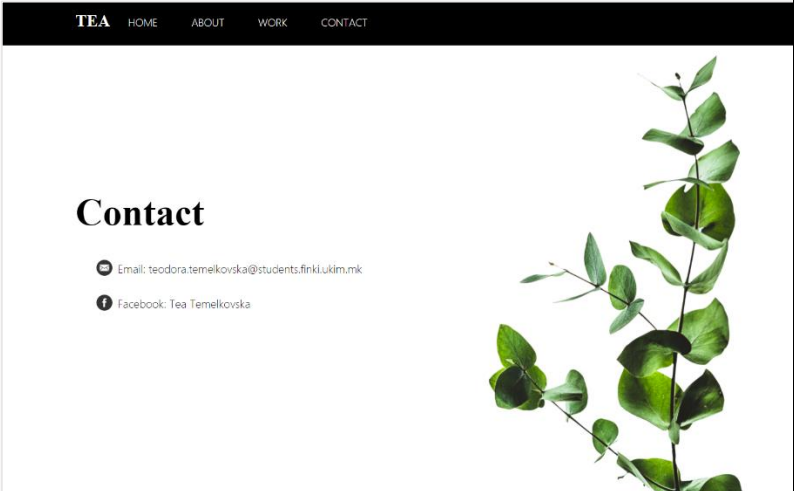 TEA HOME ABOUT WORK CONTACT
Contact
Email: teodora.temelkovska@students.finki.ukim.mk
Facebook: Tea Temelkovska